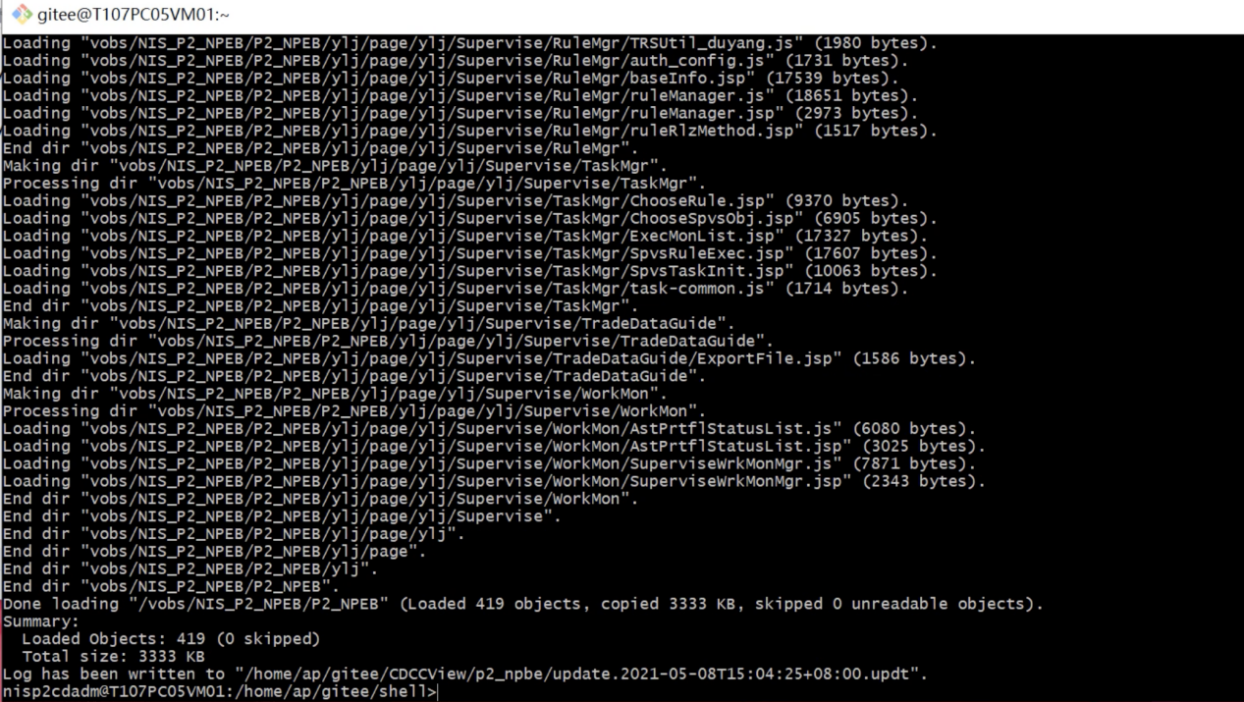 gitee@T107PC05VM01:~
Loading "vobs/NIS_P2_NPEB/P2_NPEB/ylj/page/ylj/Supervise/RuleMgr/TRSUtil_duyang.js" (1980 bytes).
Loading "vobs/NIS_P2_NPEB/P2_NPEB/ylj/page/ylj/Supervise/RuleMgr/auth_config.js" (1731 bytes).
Loading "vobs/NIS_P2_NPEB/P2_NPEB/ylj/page/ylj/Supervise/RuleMgr/baseInfo.jsp" (17539 bytes).
Loading "vobs/NIS_P2_NPEB/P2_NPEB/ylj/page/ylj/Supervise/RuleMgr/ruleManager.js" (18651 bytes).
Loading "vobs/NIS_P2_NPEB/P2_NPEB/ylj/page/ylj/Supervise/RuleMgr/ruleManager.jsp" (2973 bytes).
Loading "vobs/NIS_P2_NPEB/P2_NPEB/ylj/page/ylj/Supervise/RuleMgr/ruleRlzMethod.jsp" (1517 bytes).
End dir "vobs/NIS_P2_NPEB/P2_NPEB/ylj/page/ylj/Supervise/RuleMgr".
Making dir "vobs/NIS_P2_NPEB/P2_NPEB/ylj/page/ylj/Supervise/TaskMgr".
Processing dir "vobs/NIS_P2_NPEB/P2_NPEB/ylj/page/ylj/Supervise/TaskMgr".
Loading "vobs/NIS_P2_NPEB/P2_NPEB/ylj/page/ylj/Supervise/TaskMgr/ChooseRule.jsp" (9370 bytes).
Loading "vobs/NIS_P2_NPEB/P2_NPEB/ylj/page/ylj/Supervise/TaskMgr/ChooseSpvsObj.jsp" (6905 bytes).
Loading "vobs/NIS_P2_NPEB/P2_NPEB/ylj/page/ylj/Supervise/TaskMgr/ExecMonList.jsp" (17327 bytes).
Loading "vobs/NIS_P2_NPEB/P2_NPEB/ylj/page/ylj/Supervise/TaskMgr/SpvsRuleExec.jsp" (17607 bytes).
Loading "vobs/NIS_P2_NPEB/P2_NPEB/ylj/page/ylj/Supervise/TaskMgr/SpvsTaskInit.jsp" (10063 bytes).
Loading "vobs/NIS_P2_NPEB/P2_NPEB/ylj/page/ylj/Supervise/TaskMgr/task-common.js" (1714 bytes).
End dir "vobs/NIS_P2_NPEB/P2_NPEB/ylj/page/ylj/Supervise/TaskMgr".
Making dir "vobs/NIS_P2_NPEB/P2_NPEB/ylj/page/ylj/Supervise/TradeDataGuide".
Processing dir "vobs/NIS_P2_NPEB/P2_NPEB/ylj/page/ylj/Supervise/TradeDataGuide".
Loading "vobs/NIS_P2_NPEB/P2_NPEB/ylj/page/ylj/Supervise/TradeDataGuide/ExportFile.jsp" (1586 bytes).
End dir "vobs/NIS_P2_NPEB/P2_NPEB/ylj/page/ylj/Supervise/TradeDataGuide".
Making dir "vobs/NIS_P2_NPEB/P2_NPEB/ylj/page/ylj/Supervise/WorkMon".
Processing dir "vobs/NIS_P2_NPEB/P2_NPEB/ylj/page/ylj/Supervise/WorkMon".
Loading "vobs/NIS_P2_NPEB/P2_NPEB/ylj/page/ylj/Supervise/WorkMon/AstPrtflStatusList.js" (6080 bytes).
Loading "vobs/NIS_P2_NPEB/P2_NPEB/ylj/page/ylj/Supervise/WorkMon/AstPrtflStatusList.jsp" (3025 bytes).
Loading "vobs/NIS_P2_NPEB/P2_NPEB/ylj/page/ylj/Supervise/WorkMon/SuperviseWrkMonMgr.js" (7871 bytes).
Loading "vobs/NIS_P2_NPEB/P2_NPEB/ylj/page/ylj/Supervise/WorkMon/SuperviseWrkMonMgr.jsp" (2343 bytes).
End dir "vobs/NIS_P2_NPEB/P2_NPEB/ylj/page/ylj/Supervise/WorkMon".
End dir "vobs/NIS_P2_NPEB/P2_NPEB/ylj/page/ylj/Supervise".
End dir "vobs/NIS_P2_NPEB/P2_NPEB/ylj/page/ylj".
End dir "vobs/NIS_P2_NPEB/P2_NPEB/ylj/page".
End dir "vobs/NIS_P2_NPEB/P2_NPEB/ylj".
End dir "vobs/NIS_P2_NPEB/P2_NPEB".
Done loading "/vobs/NIS_P2_NPEB/P2_NPEB" (Loaded 419 objects, copied 3333 KB, skipped 0 unreadable objects).
Summary:
  Loaded Objects: 419 (0 skipped)
  Total size: 3333 KB
Log has been written to "/home/ap/gitee/CDCCView/p2_npbe/update.2021-05-08T15:04:25+08:00.updt".
nisp2cdadm@T107PC05VM01:/home/ap/gitee/shell>